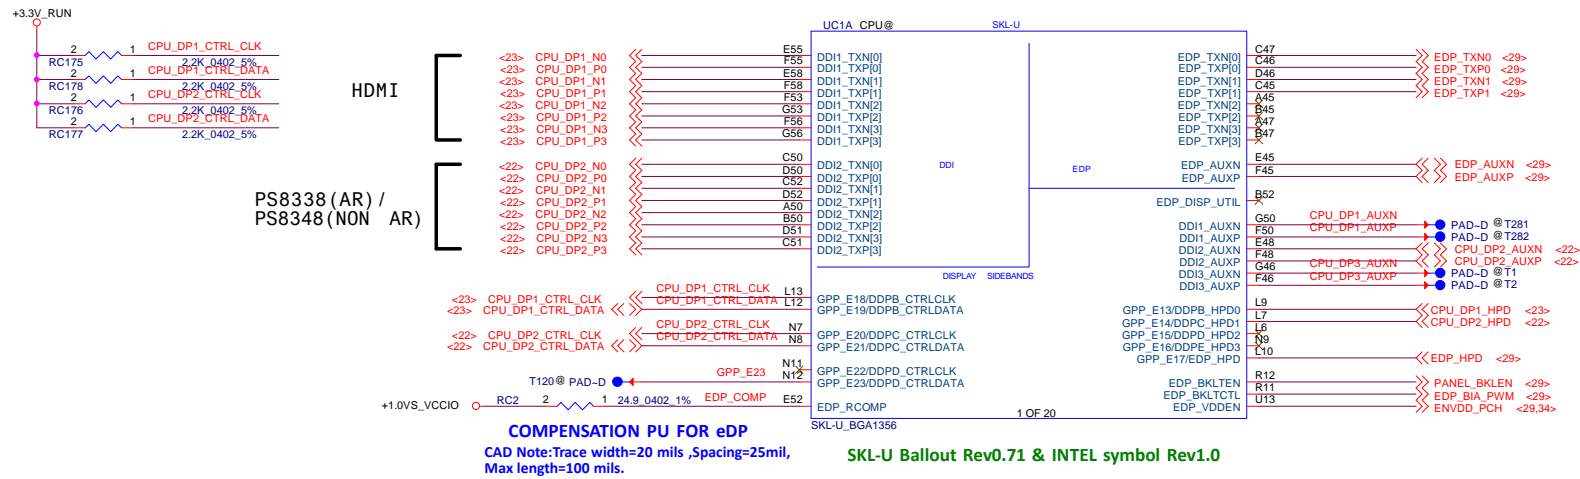 +3.3V_RUN
2 1 CPU_DP1_CTRL_CLK
RC175 2.2K_0402_5%
2 1 CPU_DP1_CTRL_DATA
RC178 2.2K_0402_5%
2 1 CPU_DP2_CTRL_CLK
RC176 2.2K_0402_5%
2 1 CPU_DP2_CTRL_DATA
RC177 2.2K_0402_5%
HDMI
PS8338(AR)/
PS8348(NON AR)
UC1A CPU@ SKL-U
<23> CPU_DP1_N0 E55 DDI1_TXN[0]
<23> CPU_DP1_P0 F55 DDI1_TXP[0]
<23> CPU_DP1_N1 E58 DDI1_TXN[1]
<23> CPU_DP1_P1 F58 DDI1_TXP[1]
<23> CPU_DP1_N2 F53 DDI1_TXN[2]
<23> CPU_DP1_P2 G53 DDI1_TXP[2]
<23> CPU_DP1_N3 F56 DDI1_TXN[3]
<23> CPU_DP1_P3 G56 DDI1_TXP[3]
<22> CPU_DP2_N0 C50 DDI2_TXN[0]
<22> CPU_DP2_P0 D50 DDI2_TXP[0]
<22> CPU_DP2_N1 C52 DDI2_TXN[1]
<22> CPU_DP2_P1 D52 DDI2_TXP[1]
<22> CPU_DP2_N2 A50 DDI2_TXN[2]
<22> CPU_DP2_P2 B50 DDI2_TXP[2]
<22> CPU_DP2_N3 D51 DDI2_TXN[3]
<22> CPU_DP2_P3 C51 DDI2_TXP[3]
DDI
EDP
DISPLAY SIDEBANDS
<23> CPU_DP1_CTRL_CLK CPU_DP1_CTRL_CLK L13 GPP_E18/DDPB_CTRLCLK
<23> CPU_DP1_CTRL_DATA CPU_DP1_CTRL_DATA L12 GPP_E19/DDPB_CTRLDATA
<22> CPU_DP2_CTRL_CLK CPU_DP2_CTRL_CLK N7 GPP_E20/DDPC_CTRLCLK
<22> CPU_DP2_CTRL_DATA CPU_DP2_CTRL_DATA N8 GPP_E21/DDPC_CTRLDATA
N11 GPP_E22/DDPD_CTRLCLK
T120@ PAD~D GPP_E23 N12 GPP_E23/DDPD_CTRLDATA
+1.0VS_VCCIO RC2 2 1 24.9_0402_1% EDP_COMP E52 EDP_RCOMP
EDP_TXN[0] C47 EDP_TXN0 <29>
EDP_TXP[0] C46 EDP_TXP0 <29>
EDP_TXN[1] D46 EDP_TXN1 <29>
EDP_TXP[1] C45 EDP_TXP1 <29>
EDP_TXN[2] A45
EDP_TXP[2] B45
EDP_TXN[3] A47
EDP_TXP[3] B47
EDP_AUXN E45 EDP_AUXN <29>
EDP_AUXP F45 EDP_AUXP <29>
EDP_DISP_UTIL B52
DDI1_AUXN G50 CPU_DP1_AUXN PAD~D @T281
DDI1_AUXP F50 CPU_DP1_AUXP PAD~D @T282
DDI2_AUXN E48 CPU_DP2_AUXN <22>
DDI2_AUXP F48 CPU_DP2_AUXP <22>
DDI3_AUXN G46 CPU_DP3_AUXN PAD~D @T1
DDI3_AUXP F46 CPU_DP3_AUXP PAD~D @T2
GPP_E13/DDPB_HPD0 L9 CPU_DP1_HPD <23>
GPP_E14/DDPC_HPD1 L7 CPU_DP2_HPD <22>
GPP_E15/DDPD_HPD2 L6
GPP_E16/DDPE_HPD3 N9
GPP_E17/EDP_HPD L10 EDP_HPD <29>
EDP_BKLTEN R12 PANEL_BKLEN <29>
EDP_BKLTCTL R11 EDP_BIA_PWM <29>
EDP_VDDEN U13 ENVDD_PCH <29,34>
1 OF 20
SKL-U_BGA1356
COMPENSATION PU FOR eDP
CAD Note:Trace width=20 mils ,Spacing=25mil,
Max length=100 mils.
SKL-U Ballout Rev0.71 & INTEL symbol Rev1.0